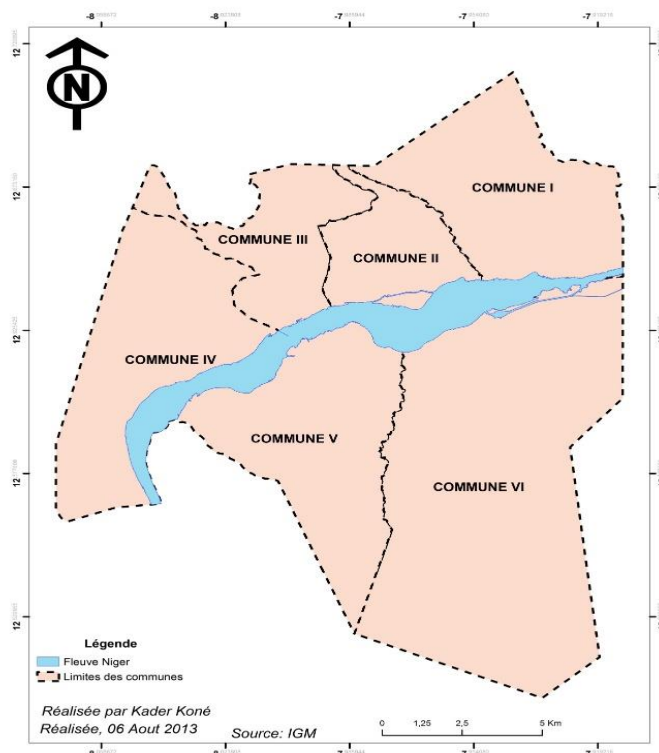 -8
-8
-7
-7
-7
12
12
12
12
12
N
COMMUNE I
COMMUNE III
COMMUNE II
COMMUNE IV
COMMUNE V
COMMUNE VI
Légende
Fleuve Niger
Limites des communes
Réalisée par Kader Koné
Réalisée, 06 Aout 2013
Source: IGM
0 1,25 2,5 5 Km